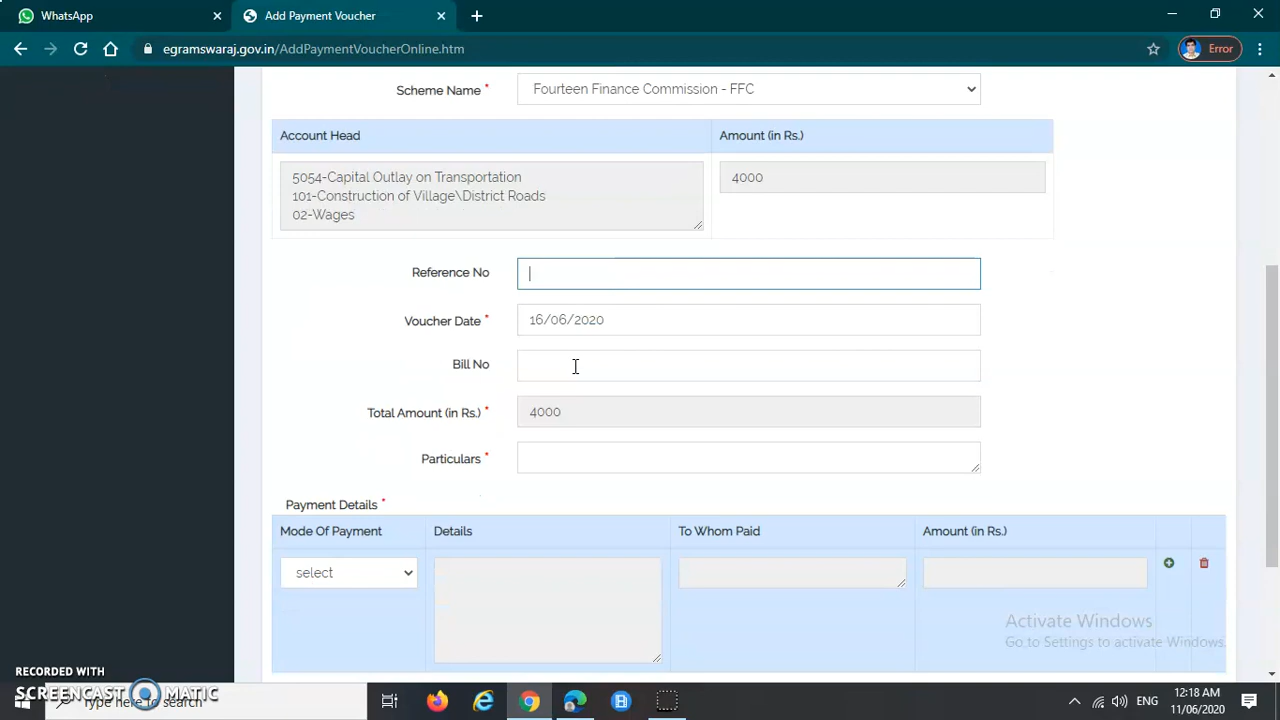 WhatsApp
Add Payment Voucher
egramswaraj.gov.in/AddPaymentVoucherOnline.htm
Error
Scheme Name *
Fourteen Finance Commission - FFC
Account Head
Amount (in Rs.)
5054-Capital Outlay on Transportation
101-Construction of Village\District Roads
02-Wages
4000
Reference No
Voucher Date *
16/06/2020
Bill No
Total Amount (in Rs.) *
4000
Particulars *
Payment Details *
Mode Of Payment
Details
To Whom Paid
Amount (in Rs.)
select
Activate Windows
Go to Settings to activate Windows.
RECORDED WITH
SCREENCAST MATIC
Type here to search
ENG
12:18 AM
11/06/2020